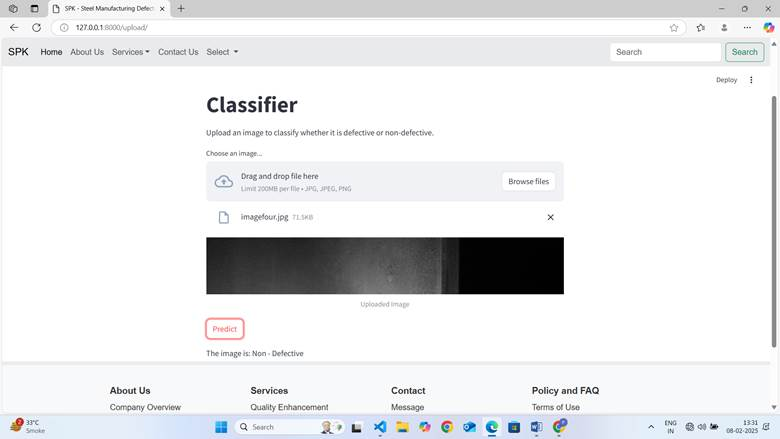 SPK - Steel Manufacturing Defect
127.0.0.1:8000/upload/
SPK Home About Us Services Contact Us Select Search Search
Deploy
Classifier
Upload an image to classify whether it is defective or non-defective.
Choose an image...
Drag and drop file here
Limit 200MB per file • JPG, JPEG, PNG
Browse files
imagefour.jpg 71.5KB
Uploaded Image
Predict
The image is: Non - Defective
About Us Services Contact Policy and FAQ
Company Overview Quality Enhancement Message Terms of Use
2
33°C
Smoke
Search
ENG
IN
13:31
08-02-2025